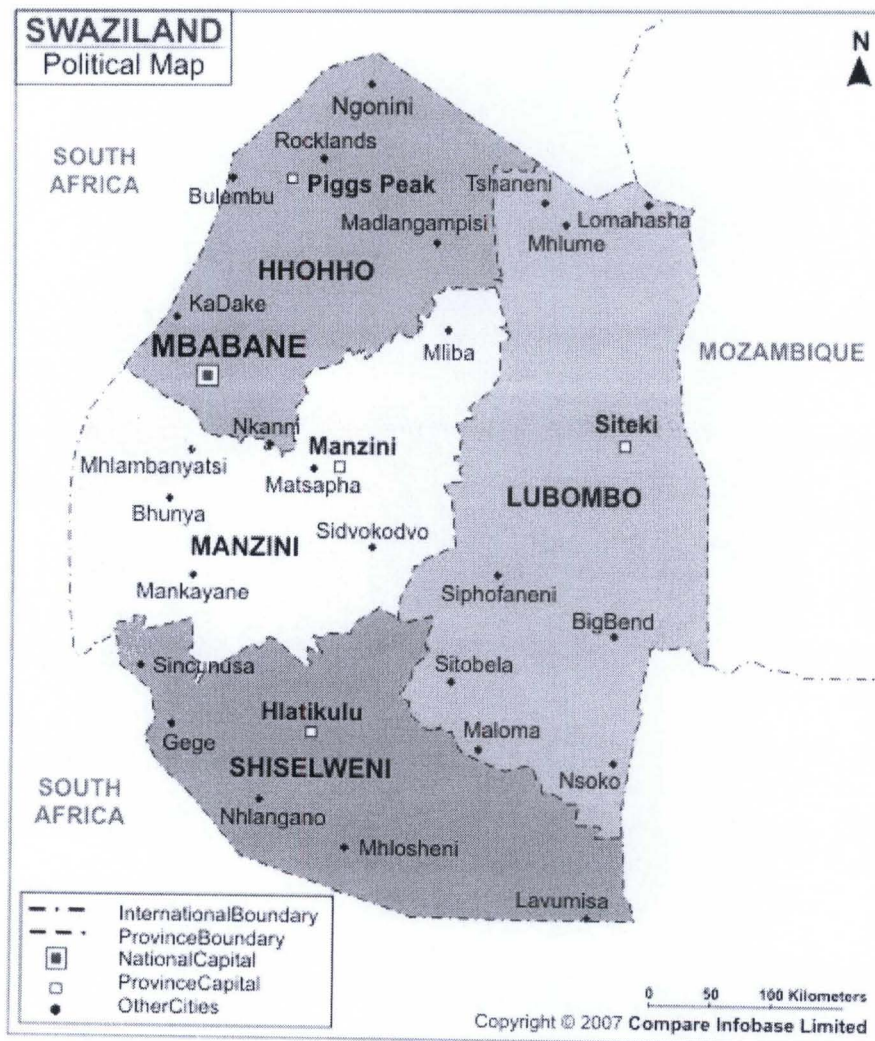 SWAZILAND
Political Map
N
Ngonini
Rocklands
SOUTH
AFRICA
Piggs Peak
Bulembu
Tshaneni
Lomahasha
Madlangampisi
Mhlume
HHOHHO
KaDake
MBABANE
Mliba
MOZAMBIQUE
Siteki
Manzini
Mhlambanyatsi
Matsapha
LUBOMBO
Bhunya
Sidvokodvo
MANZINI
Mankayane
Siphofaneni
BigBend
Sincunusa
Sitobela
Hlatikulu
Gege
Maloma
SHISELWENI
Nsoko
SOUTH
AFRICA
Nhlangano
Mhlosheni
Lavumisa
InternationalBoundary
ProvinceBoundary
NationalCapital
ProvinceCapital
OtherCities
0 50 100 Kilometers
Copyright © 2007 Compare Infobase Limited